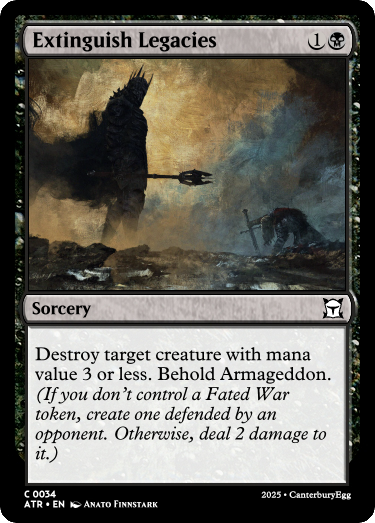 Extinguish Legacies 1
Sorcery
Destroy target creature with mana
value 3 or less. Behold Armageddon.
(If you don't control a Fated War
token, create one defended by an
opponent. Otherwise, deal 2 damage to
it.)
C 0034
ATR • EN Anato Finnstark
2025 • CanterburyEgg